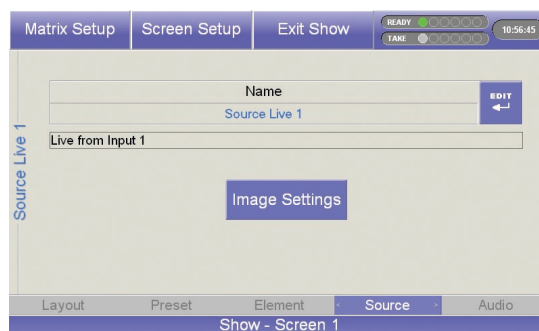 Matrix Setup Screen Setup Exit Show READY 10:56:45
TAKE
Name
EDIT
Source Live 1
Live from Input 1
Source Live 1
Image Settings
Layout Preset Element < Source > Audio
Show - Screen 1